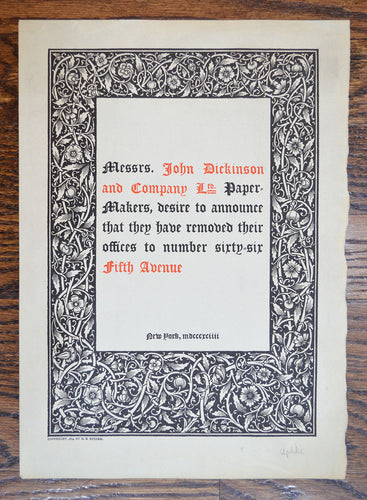 Messrs. John Dickinson
and Company Ld Paper-
Makers, desire to announce
that they have removed their
offices to number sixty-six
Fifth Avenue
New York, mdcccxciiii